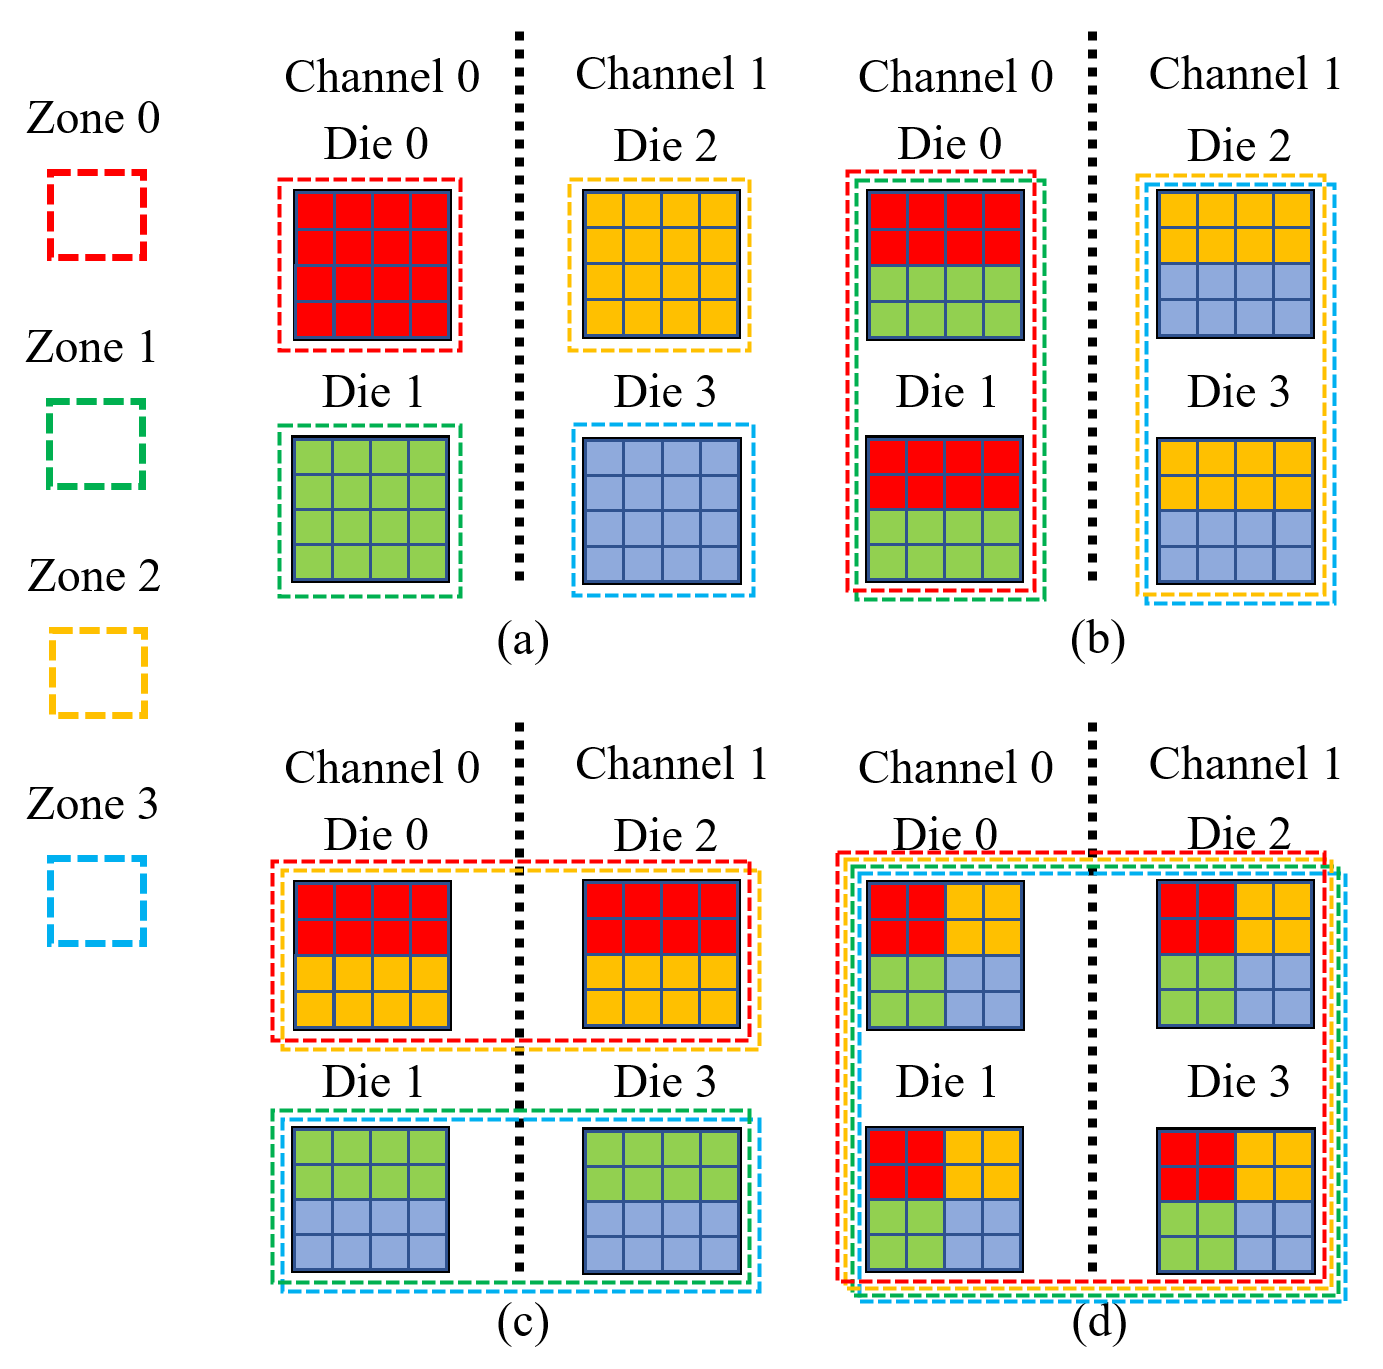 Zone 0
Zone 1
Zone 2
Zone 3
Channel 0
Channel 1
Die 0
Die 2
Die 1
Die 3
(a)
Channel 0
Channel 1
Die 0
Die 2
Die 1
Die 3
(b)
Channel 0
Channel 1
Die 0
Die 2
Die 1
Die 3
(c)
Channel 0
Channel 1
Die 0
Die 2
Die 1
Die 3
(d)